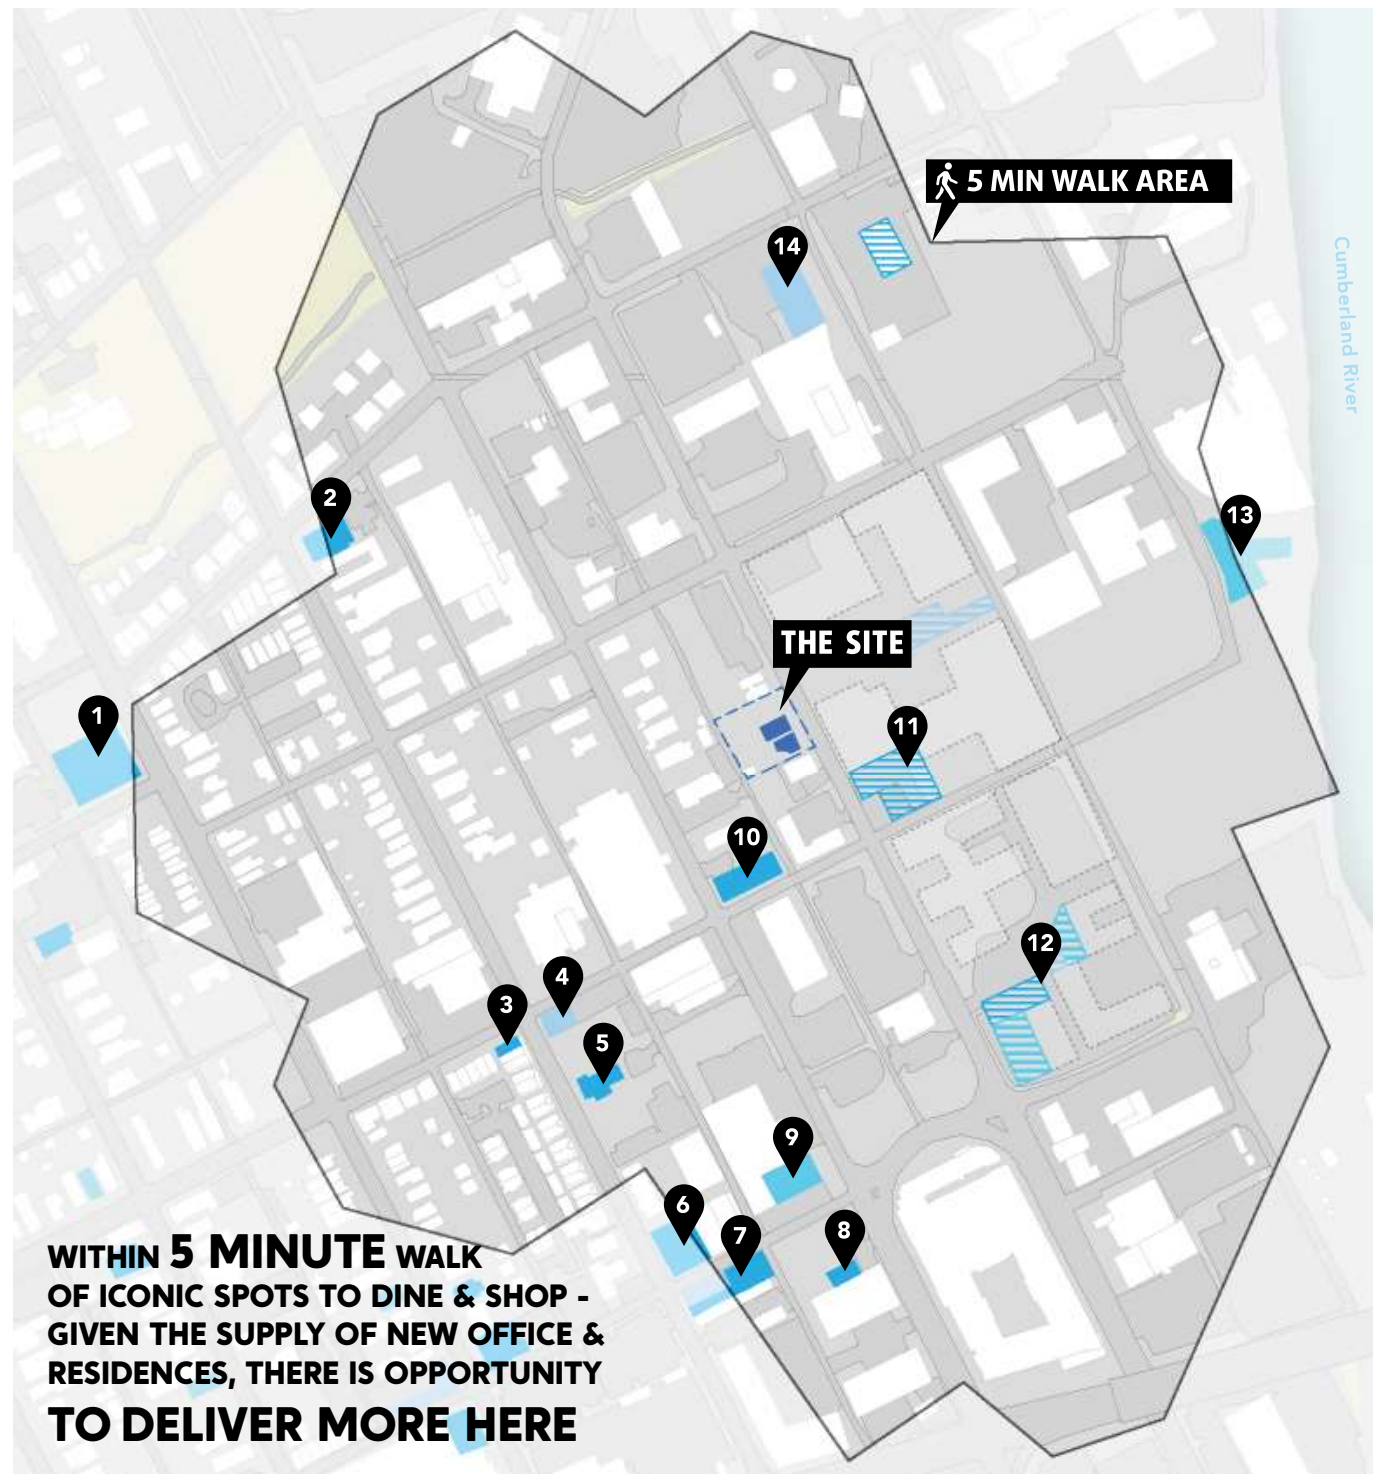 5 MIN WALK AREA
14
Cumberland River
2
13
THE SITE
1
11
10
12
4
3
5
9
6
7
8
WITHIN 5 MINUTE WALK
OF ICONIC SPOTS TO DINE & SHOP -
GIVEN THE SUPPLY OF NEW OFFICE &
RESIDENCES, THERE IS OPPORTUNITY
TO DELIVER MORE HERE